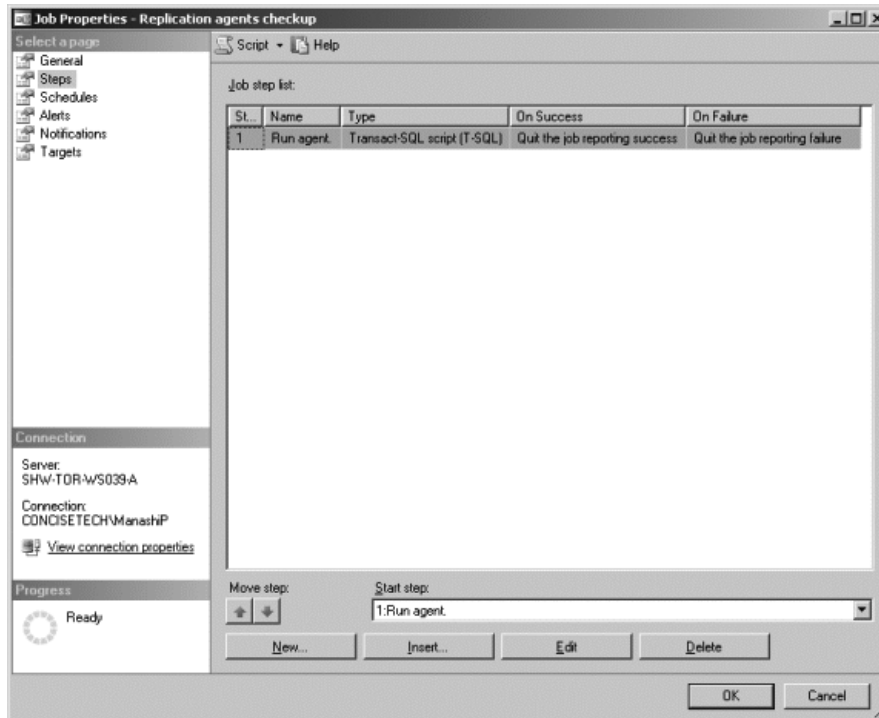 Job Properties - Replication agents checkup
Select a page
General
Steps
Schedules
Alerts
Notifications
Targets
Script
Help
Job step list:
St... Name Type On Success On Failure
1 Run agent. Transact-SQL script (T-SQL) Quit the job reporting success Quit the job reporting failure
Connection
Server:
SHW-TOR-WS039-A
Connection:
CONCISETECH\ManashiP
View connection properties
Progress
Ready
Move step:
Start step:
1:Run agent.
New... Insert... Edit Delete
OK Cancel